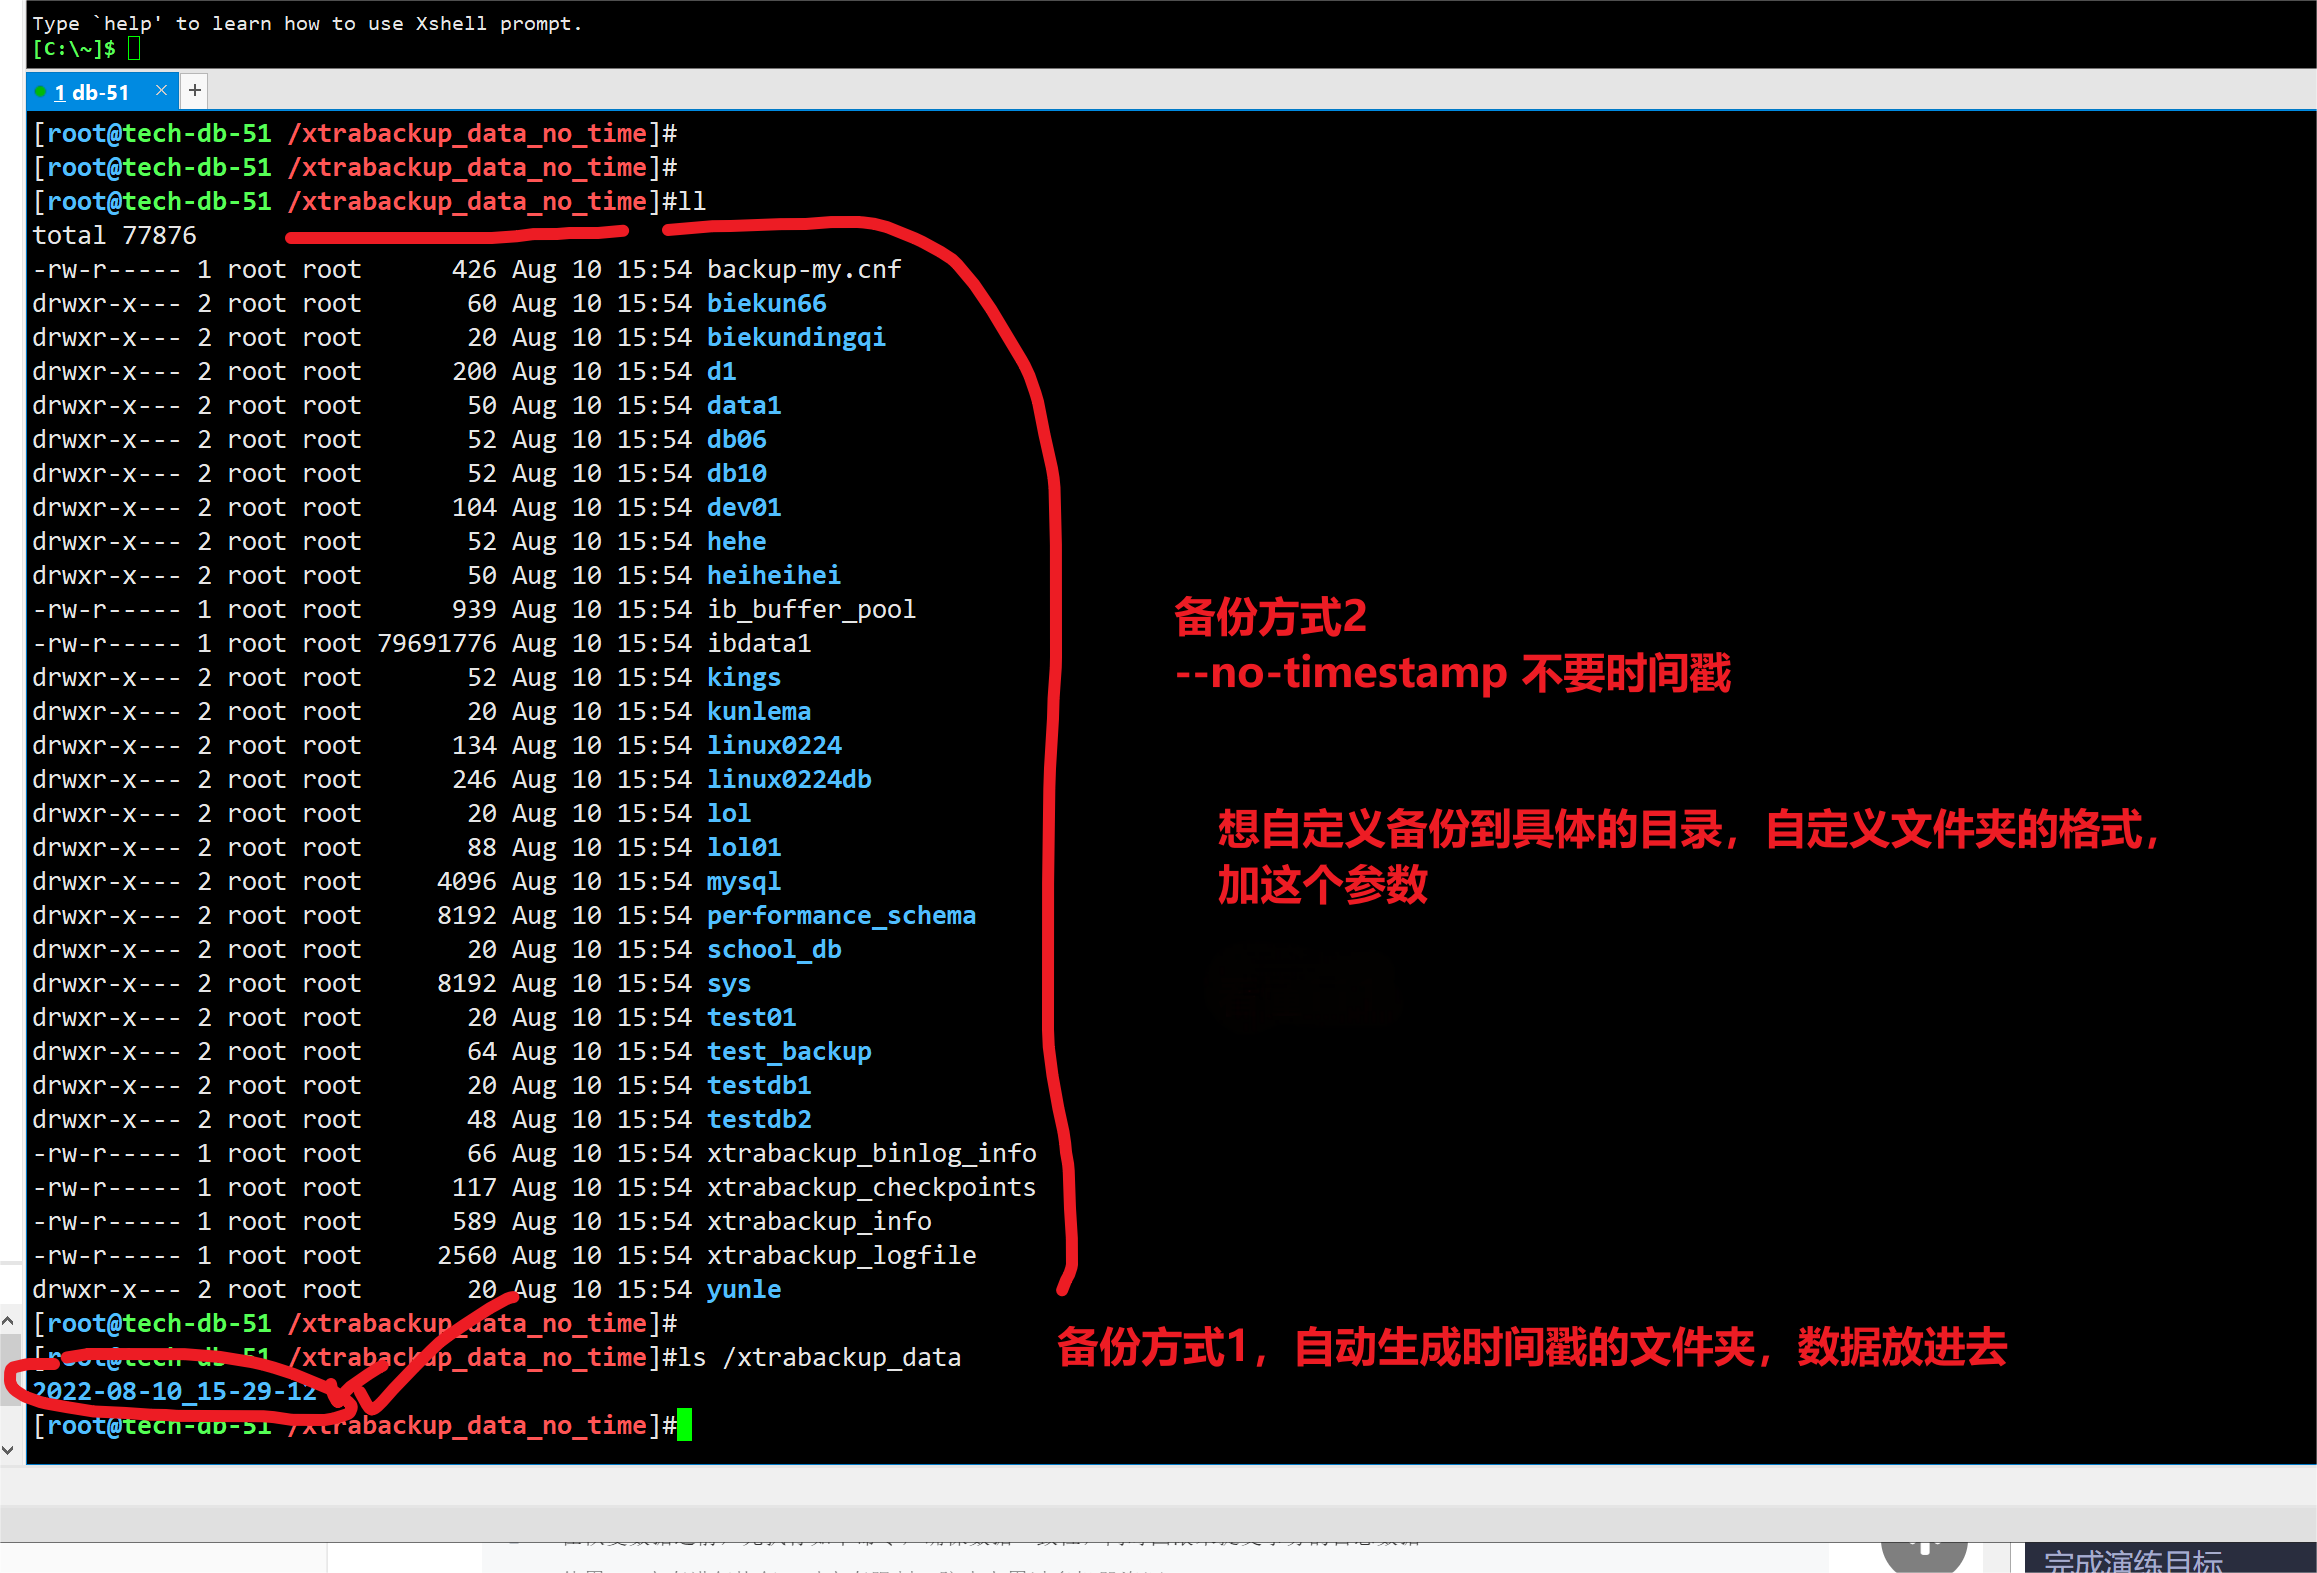 Type `help' to learn how to use Xshell prompt.
[C:\~]$
1 db-51 × +
[root@tech-db-51 /xtrabackup_data_no_time]#
[root@tech-db-51 /xtrabackup_data_no_time]#
[root@tech-db-51 /xtrabackup_data_no_time]#ll
total 77876
-rw-r----- 1 root root      426 Aug 10 15:54 backup-my.cnf
drwxr-x--- 2 root root       60 Aug 10 15:54 biekun66
drwxr-x--- 2 root root       20 Aug 10 15:54 biekundingqi
drwxr-x--- 2 root root      200 Aug 10 15:54 d1
drwxr-x--- 2 root root       50 Aug 10 15:54 data1
drwxr-x--- 2 root root       52 Aug 10 15:54 db06
drwxr-x--- 2 root root       52 Aug 10 15:54 db10
drwxr-x--- 2 root root      104 Aug 10 15:54 dev01
drwxr-x--- 2 root root       52 Aug 10 15:54 hehe
drwxr-x--- 2 root root       50 Aug 10 15:54 heiheihei
-rw-r----- 1 root root      939 Aug 10 15:54 ib_buffer_pool
-rw-r----- 1 root root 79691776 Aug 10 15:54 ibdata1
drwxr-x--- 2 root root       52 Aug 10 15:54 kings
drwxr-x--- 2 root root       20 Aug 10 15:54 kunlema
drwxr-x--- 2 root root      134 Aug 10 15:54 linux0224
drwxr-x--- 2 root root      246 Aug 10 15:54 linux0224db
drwxr-x--- 2 root root       20 Aug 10 15:54 lol
drwxr-x--- 2 root root       88 Aug 10 15:54 lol01
drwxr-x--- 2 root root     4096 Aug 10 15:54 mysql
drwxr-x--- 2 root root     8192 Aug 10 15:54 performance_schema
drwxr-x--- 2 root root       20 Aug 10 15:54 school_db
drwxr-x--- 2 root root     8192 Aug 10 15:54 sys
drwxr-x--- 2 root root       20 Aug 10 15:54 test01
drwxr-x--- 2 root root       64 Aug 10 15:54 test_backup
drwxr-x--- 2 root root       20 Aug 10 15:54 testdb1
drwxr-x--- 2 root root       48 Aug 10 15:54 testdb2
-rw-r----- 1 root root       66 Aug 10 15:54 xtrabackup_binlog_info
-rw-r----- 1 root root      117 Aug 10 15:54 xtrabackup_checkpoints
-rw-r----- 1 root root      589 Aug 10 15:54 xtrabackup_info
-rw-r----- 1 root root     2560 Aug 10 15:54 xtrabackup_logfile
drwxr-x--- 2 root root       20 Aug 10 15:54 yunle
[root@tech-db-51 /xtrabackup_data_no_time]#
[root@tech-db-51 /xtrabackup_data_no_time]#ls /xtrabackup_data
2022-08-10_15-29-12
[root@tech-db-51 /xtrabackup_data_no_time]#
备份方式2
--no-timestamp 不要时间戳
想自定义备份到具体的目录，自定义文件夹的格式，
加这个参数
备份方式1，自动生成时间戳的文件夹，数据放进去
完成演练目标